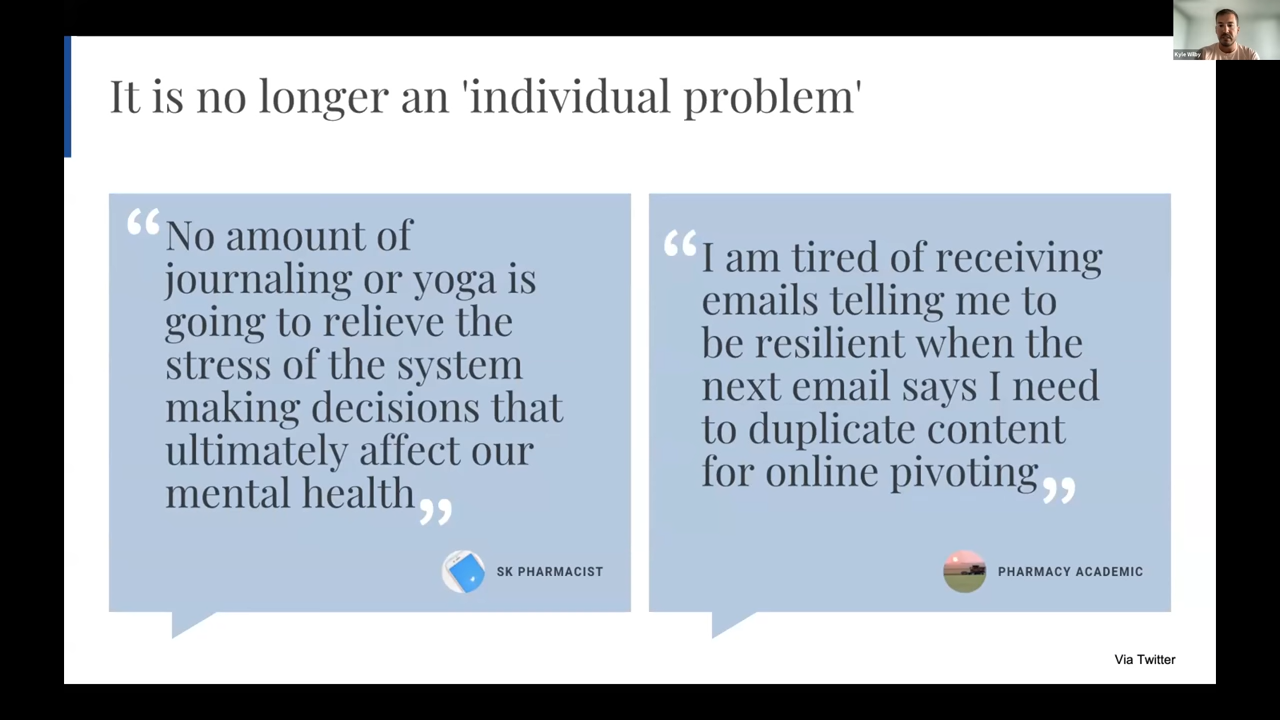 It is no longer an 'individual problem'
“No amount of
journaling or yoga is
going to relieve the
stress of the system
making decisions that
ultimately affect our
mental health”
SK PHARMACIST
“I am tired of receiving
emails telling me to
be resilient when the
next email says I need
to duplicate content
for online pivoting”
PHARMACY ACADEMIC
Via Twitter
Kyle Wilby